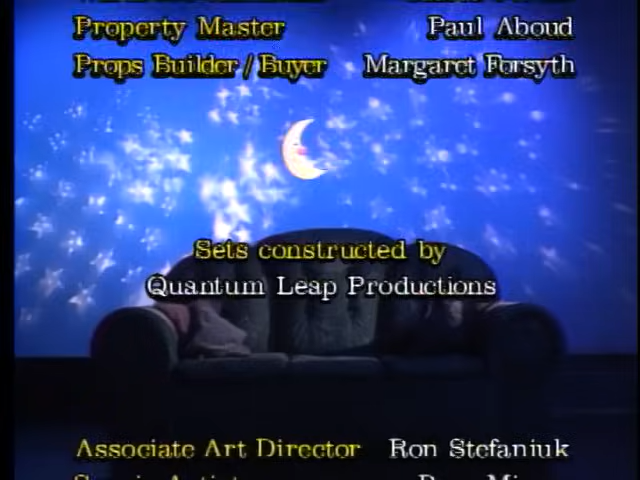 Property Master Paul Aboud
Props Builder / Buyer Margaret Forsyth
Sets constructed by
Quantum Leap Productions
Associate Art Director Ron Stefaniuk